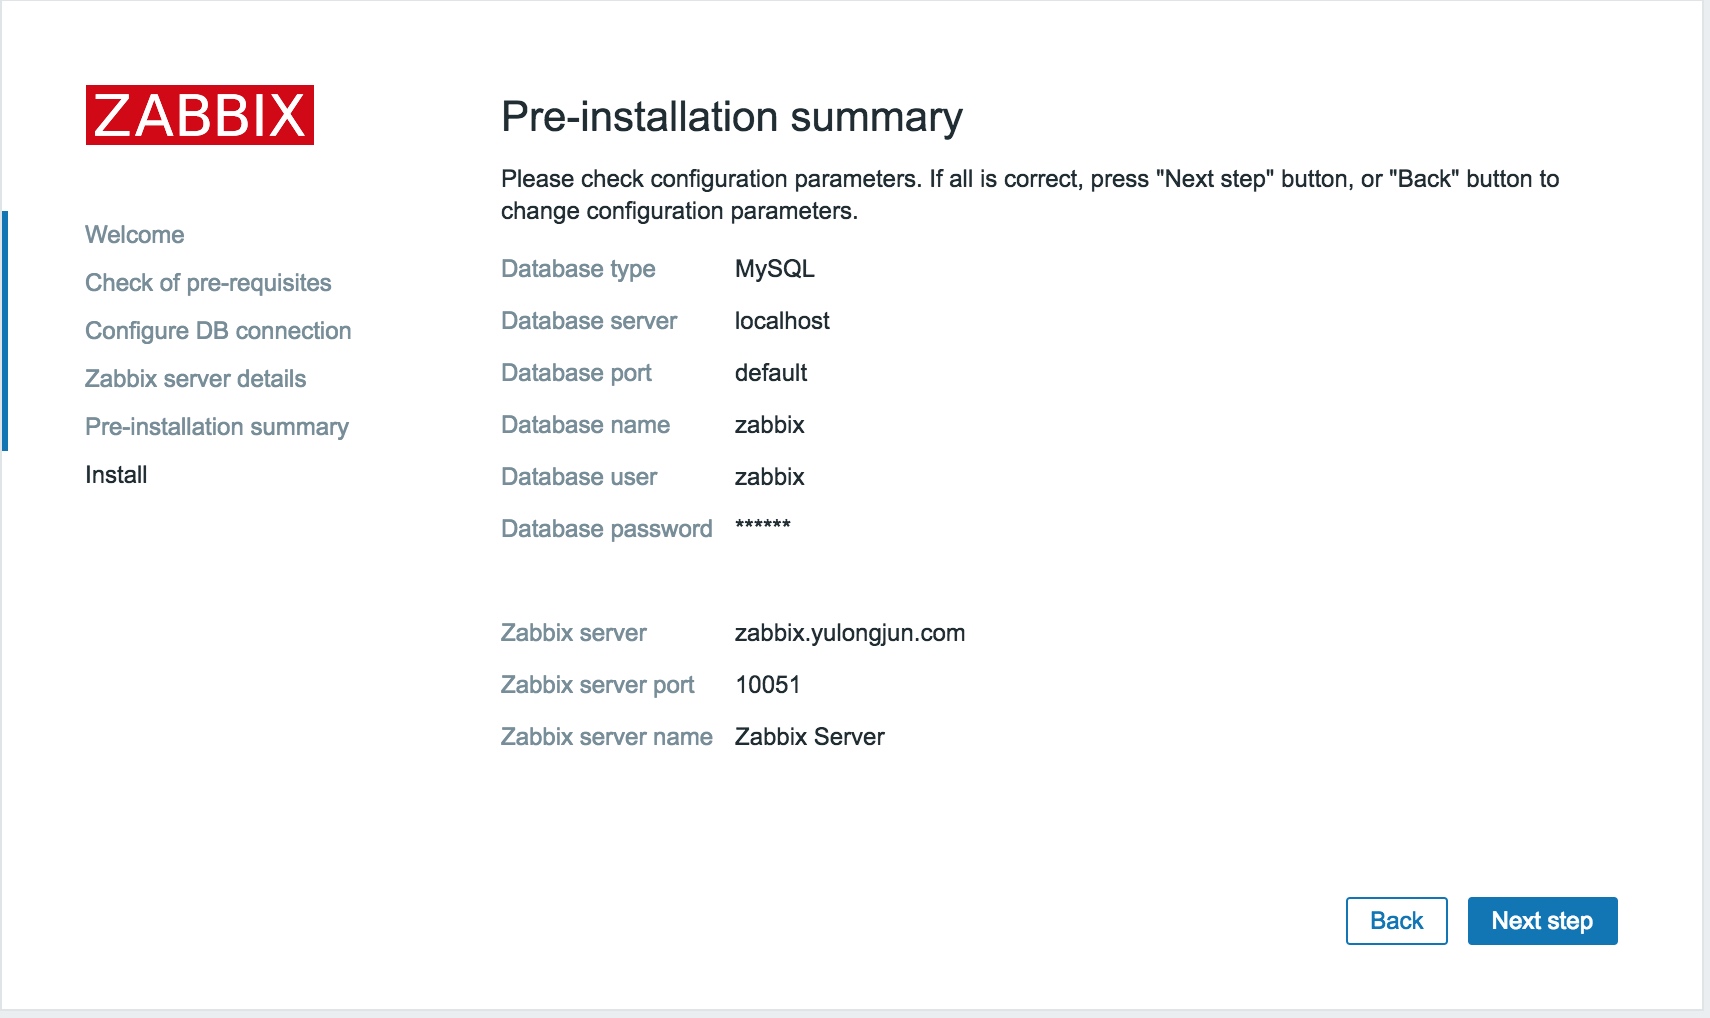 ZABBIX
Welcome
Check of pre-requisites
Configure DB connection
Zabbix server details
Pre-installation summary
Install
Pre-installation summary
Please check configuration parameters. If all is correct, press "Next step" button, or "Back" button to
change configuration parameters.
Database type MySQL
Database server localhost
Database port default
Database name zabbix
Database user zabbix
Database password ******
Zabbix server zabbix.yulongjun.com
Zabbix server port 10051
Zabbix server name Zabbix Server
Back Next step